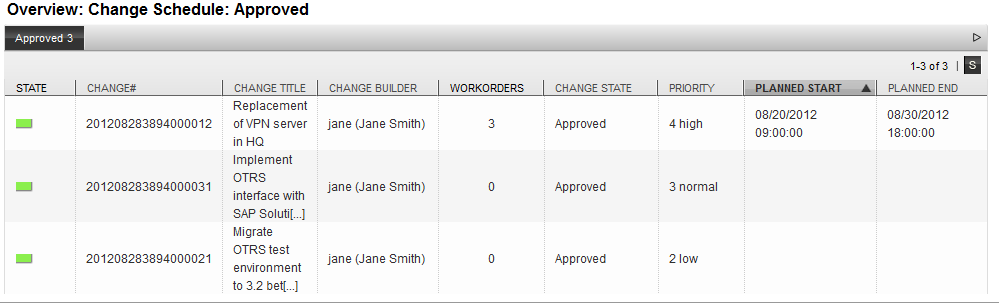 Overview: Change Schedule: Approved
Approved 3
1-3 of 3 | S
STATE CHANGE# CHANGE TITLE CHANGE BUILDER WORKORDERS CHANGE STATE PRIORITY PLANNED START PLANNED END
201208283894000012 Replacement of VPN server in HQ jane (Jane Smith) 3 Approved 4 high 08/20/2012 09:00:00 08/30/2012 18:00:00
201208283894000031 Implement OTRS interface with SAP Soluti[...] jane (Jane Smith) 0 Approved 3 normal
201208283894000021 Migrate OTRS test environment to 3.2 bet[...] jane (Jane Smith) 0 Approved 2 low